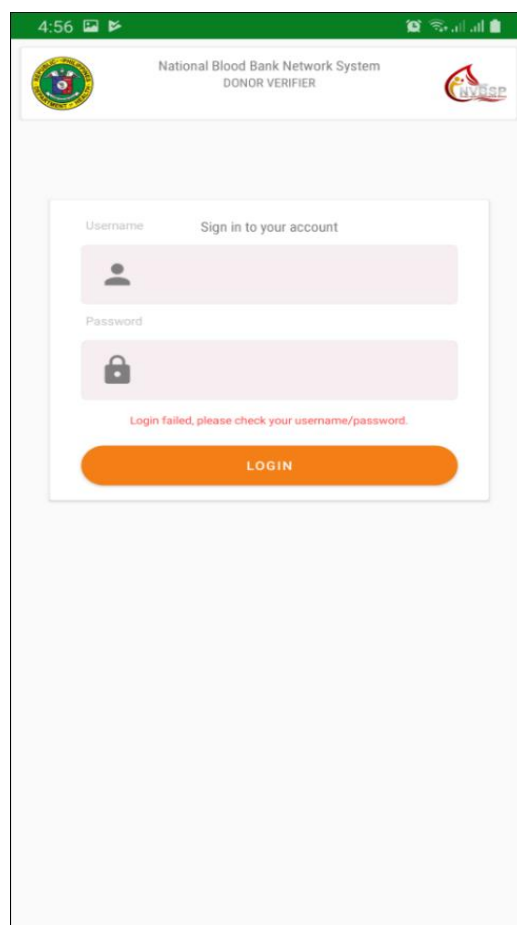 4:56
National Blood Bank Network System
DONOR VERIFIER
NVBSP
Username
Sign in to your account
Password
Login failed, please check your username/password.
LOGIN